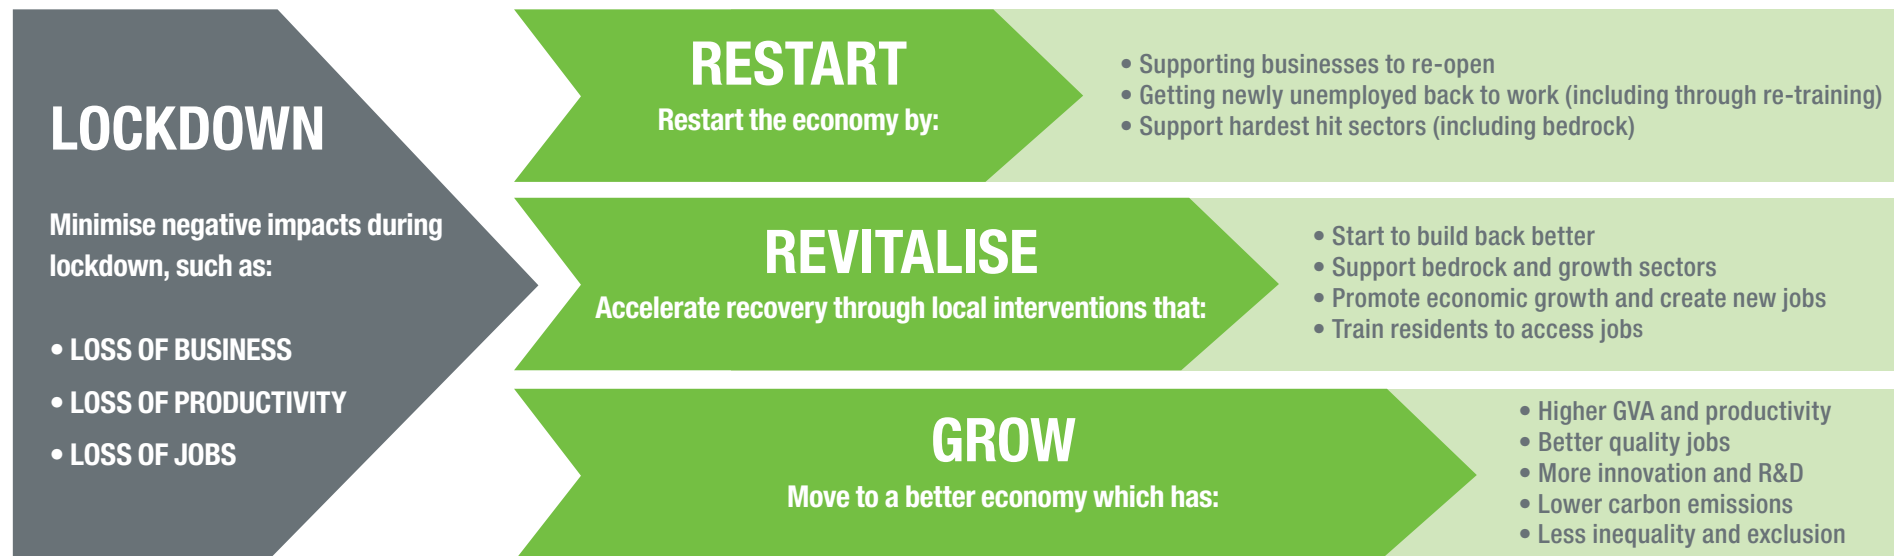 LOCKDOWN
Minimise negative impacts during
lockdown, such as:
• LOSS OF BUSINESS
• LOSS OF PRODUCTIVITY
• LOSS OF JOBS
RESTART
Restart the economy by:
• Supporting businesses to re-open
• Getting newly unemployed back to work (including through re-training)
• Support hardest hit sectors (including bedrock)
REVITALISE
Accelerate recovery through local interventions that:
• Start to build back better
• Support bedrock and growth sectors
• Promote economic growth and create new jobs
• Train residents to access jobs
GROW
Move to a better economy which has:
• Higher GVA and productivity
• Better quality jobs
• More innovation and R&D
• Lower carbon emissions
• Less inequality and exclusion